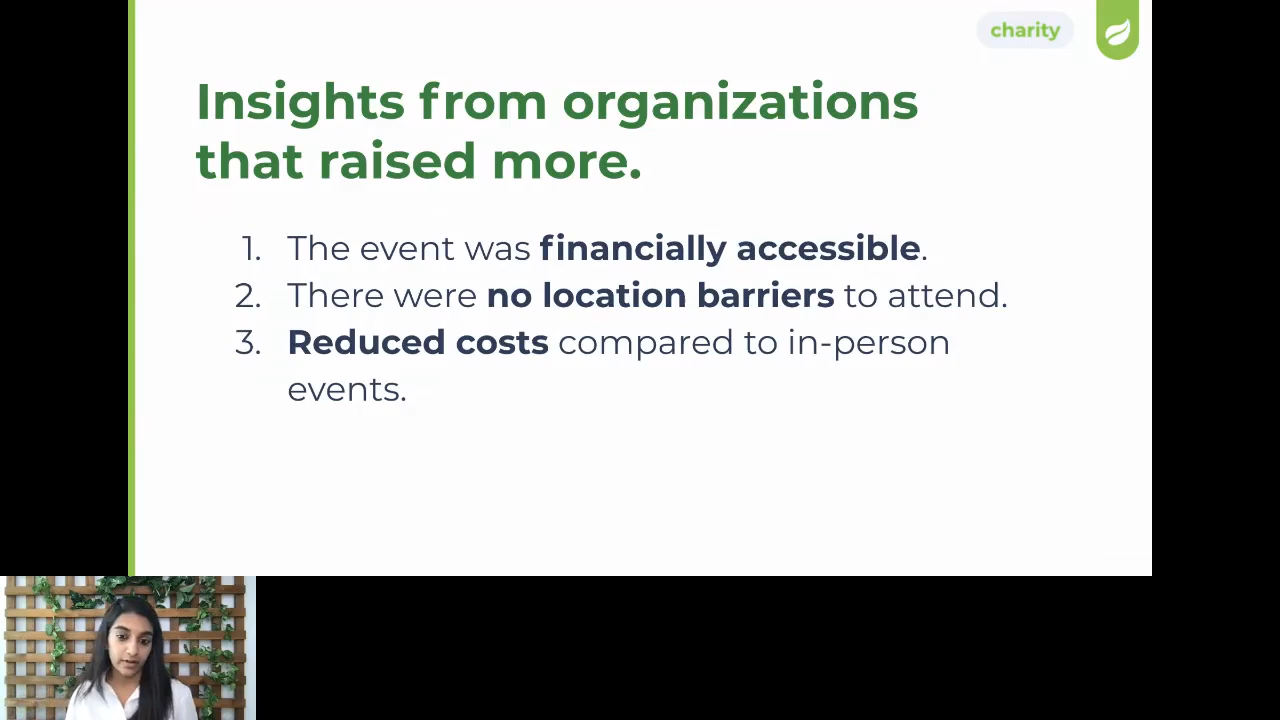 charity
Insights from organizations
that raised more.
1. The event was financially accessible.
2. There were no location barriers to attend.
3. Reduced costs compared to in-person
events.